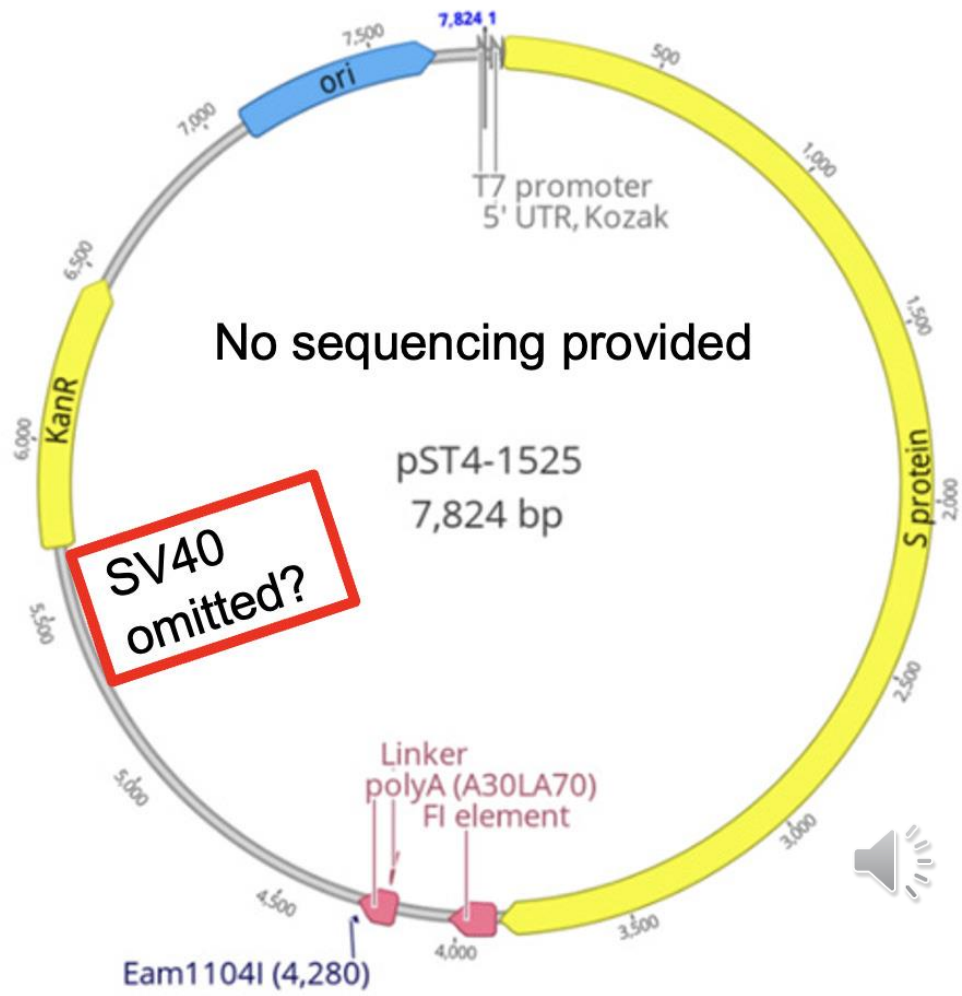 7,824 1
7,500
ori
500
7,000
1,000
T7 promoter
5' UTR, Kozak
6,500
1,500
No sequencing provided
KanR
6,000
pST4-1525
7,824 bp
S protein
2,000
SV40
omitted?
5,500
2,500
Linker
polyA (A30LA70)
FI element
5,000
3,000
4,500
3,500
4,000
Eam1104I (4,280)